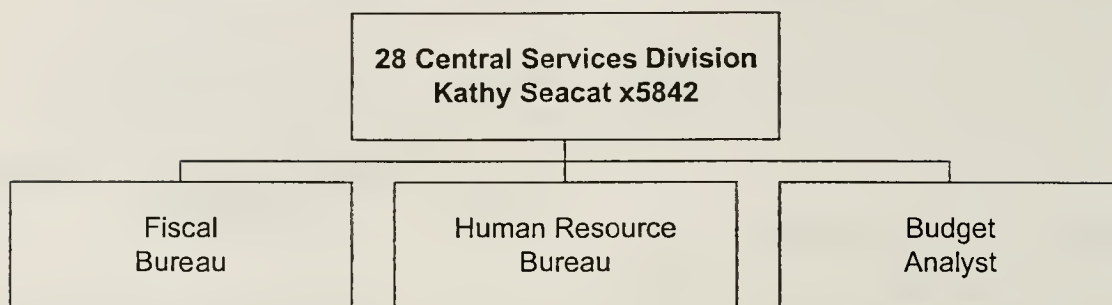 28 Central Services Division
Kathy Seacat x5842
Fiscal
Bureau
Human Resource
Bureau
Budget
Analyst